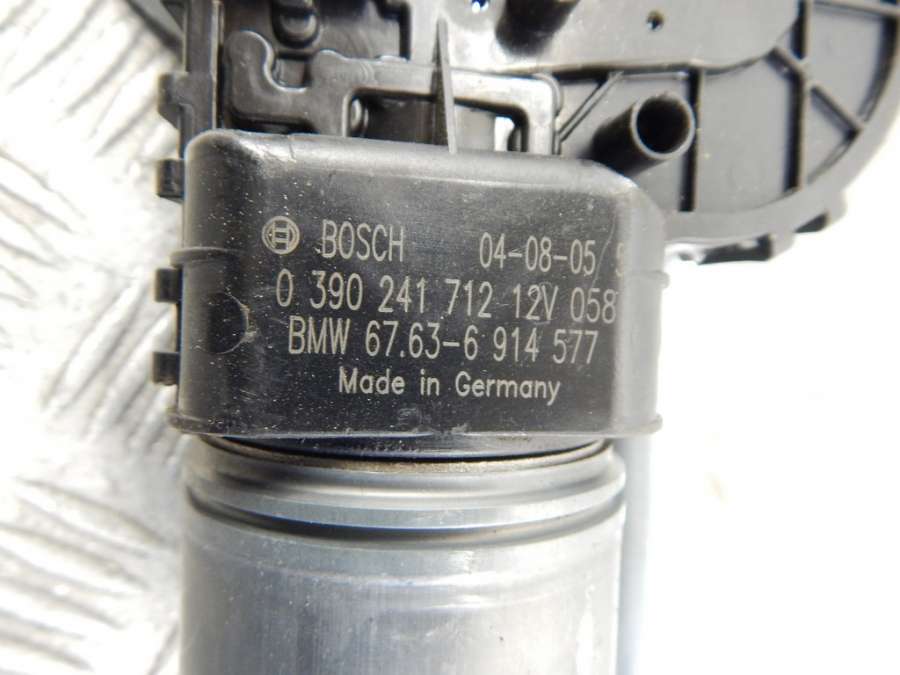 BOSCH 04-08-05/
0 390 241 712 12V 058
BMW 67.63-6 914 577
Made in Germany